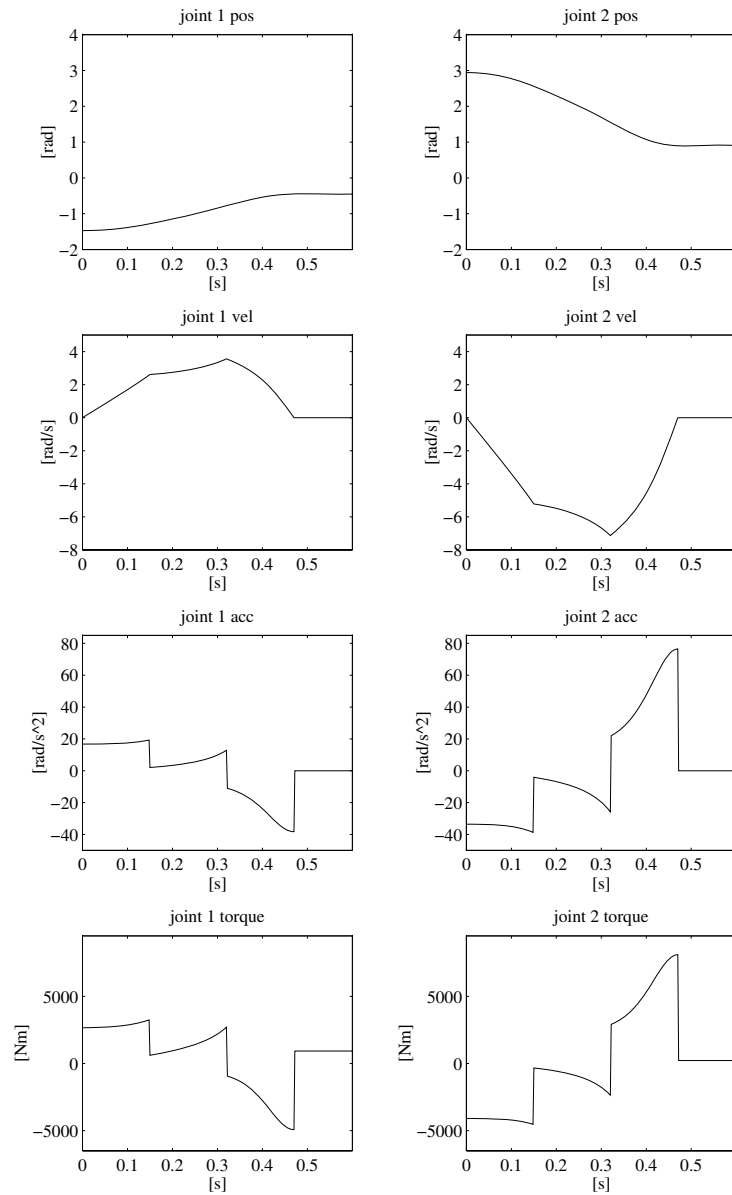 joint 1 pos
4
3
2
1
0
−1
−2
[rad]
0 0.1 0.2 0.3 0.4 0.5
[s]
joint 2 pos
4
3
2
1
0
−1
−2
[rad]
0 0.1 0.2 0.3 0.4 0.5
[s]
joint 1 vel
4
2
0
−2
−4
−6
−8
[rad/s]
0 0.1 0.2 0.3 0.4 0.5
[s]
joint 2 vel
4
2
0
−2
−4
−6
−8
[rad/s]
0 0.1 0.2 0.3 0.4 0.5
[s]
joint 1 acc
80
60
40
20
0
−20
−40
[rad/s^2]
0 0.1 0.2 0.3 0.4 0.5
[s]
joint 2 acc
80
60
40
20
0
−20
−40
[rad/s^2]
0 0.1 0.2 0.3 0.4 0.5
[s]
joint 1 torque
5000
0
−5000
[Nm]
0 0.1 0.2 0.3 0.4 0.5
[s]
joint 2 torque
5000
0
−5000
[Nm]
0 0.1 0.2 0.3 0.4 0.5
[s]